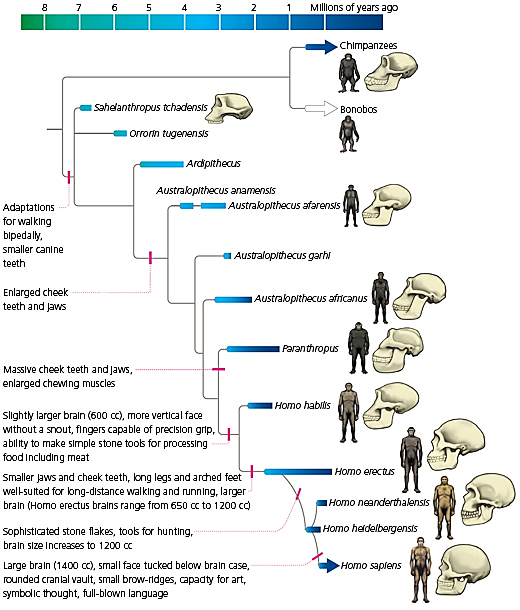 8 7 6 5 4 3 2 1 Millions of years ago
Chimpanzees
Sahelanthropus tchadensis
Bonobos
Orrorin tugenensis
Ardipithecus
Australopithecus anamensis
Australopithecus afarensis
Adaptations
for walking
bipedally,
smaller canine
teeth
Australopithecus garhi
Enlarged cheek
teeth and jaws
Australopithecus africanus
Paranthropus
Massive cheek teeth and jaws,
enlarged chewing muscles
Homo habilis
Slightly larger brain (600 cc), more vertical face
without a snout, fingers capable of precision grip,
ability to make simple stone tools for processing
food including meat
Homo erectus
Smaller jaws and cheek teeth, long legs and arched feet
well-suited for long-distance walking and running, larger
brain (Homo erectus brains range from 650 cc to 1200 cc)
Homo neanderthalensis
Sophisticated stone flakes, tools for hunting,
brain size increases to 1200 cc
Homo heidelbergensis
Large brain (1400 cc), small face tucked below brain case,
rounded cranial vault, small brow-ridges, capacity for art,
symbolic thought, full-blown language
Homo sapiens